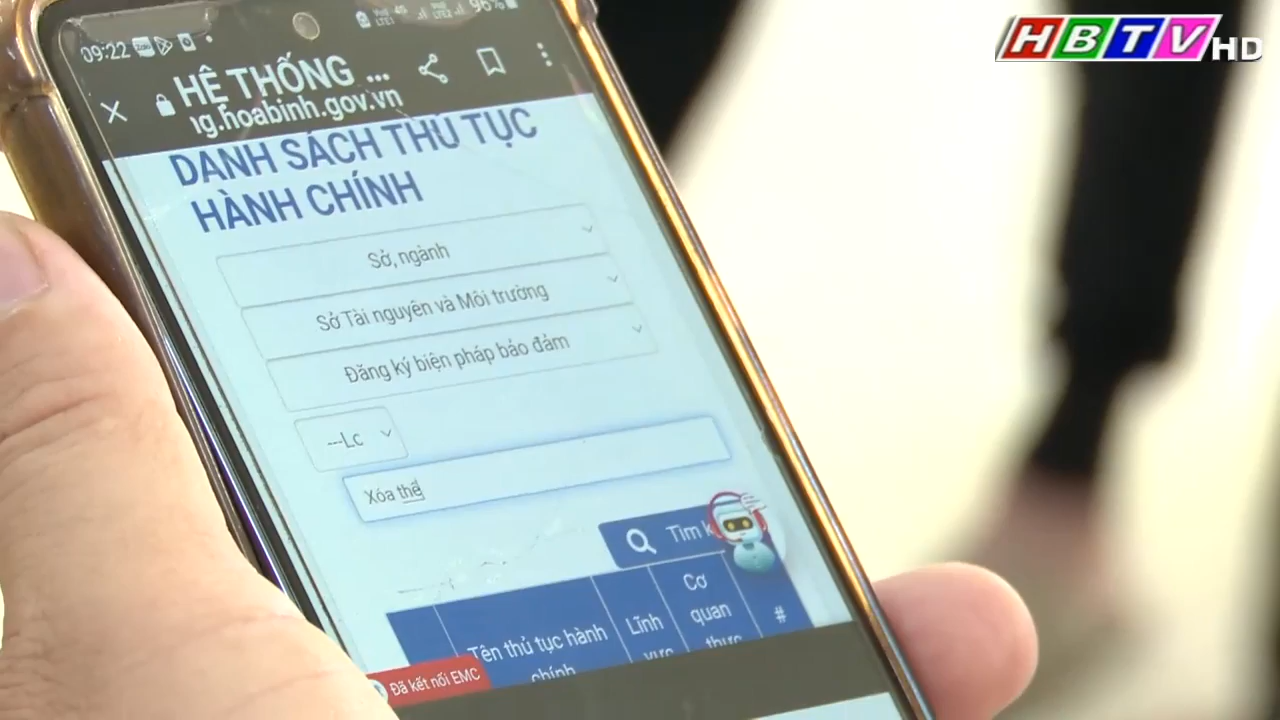 HBTV HD
09:22
96%
HỆ THỐNG ...
hoabinh.gov.vn
DANH SÁCH THỦ TỤC
HÀNH CHÍNH
Sở, ngành
Sở Tài nguyên và Môi trường
Đăng ký biện pháp bảo đảm
---Lc
Xóa thế
Tìm k
Tên thủ tục hành
chính
Lĩnh
vực
Cơ
quan
thực
#
Đã kết nối EMC